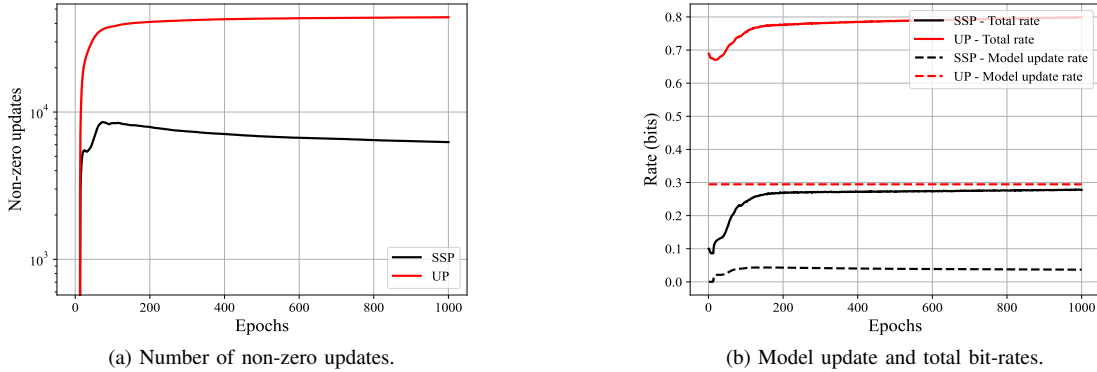 Non-zero updates
10^4
10^3
0
200
400
600
800
1000
Epochs
SSP
UP
(a) Number of non-zero updates.
Rate (bits)
0.8
0.7
0.6
0.5
0.4
0.3
0.2
0.1
0.0
0
200
400
600
800
1000
Epochs
SSP - Total rate
UP - Total rate
SSP - Model update rate
UP - Model update rate
(b) Model update and total bit-rates.